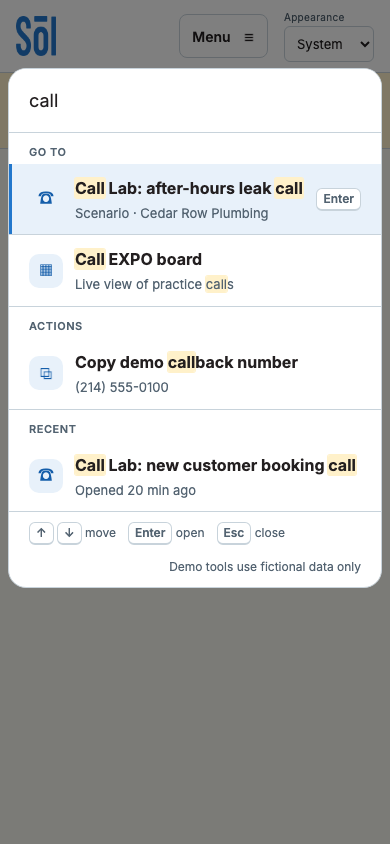 Sōl
Menu ≡
Appearance
System
call
GO TO
Call Lab: after-hours leak call
Enter
Scenario · Cedar Row Plumbing
Call EXPO board
Live view of practice calls
ACTIONS
Copy demo callback number
(214) 555-0100
RECENT
Call Lab: new customer booking call
Opened 20 min ago
↑ ↓ move Enter open Esc close
Demo tools use fictional data only